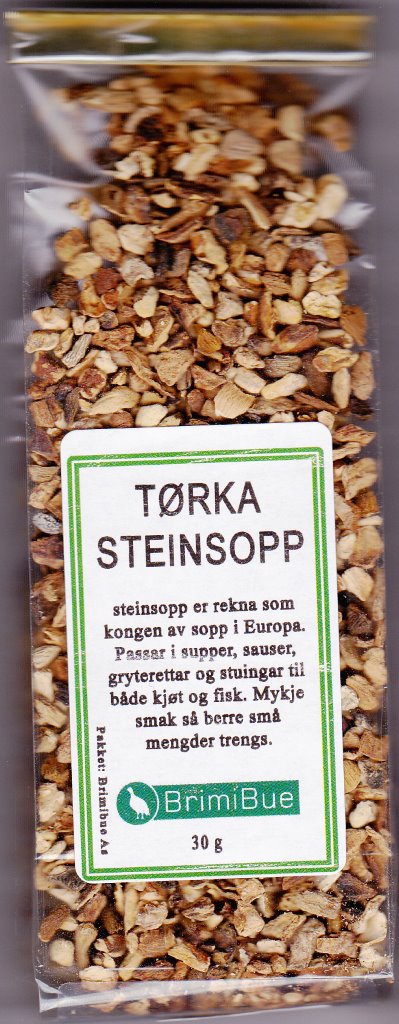 TØRKA
STEINSOPP
steinsopp er rekna som
kongen av sopp i Europa.
Passar i supper, sauser,
gryterettar og stuingar til
både kjøt og fisk. Mykje
smak så berre små
mengder trengs.
Pakket: Brimibue As
BrimiBue
30 g